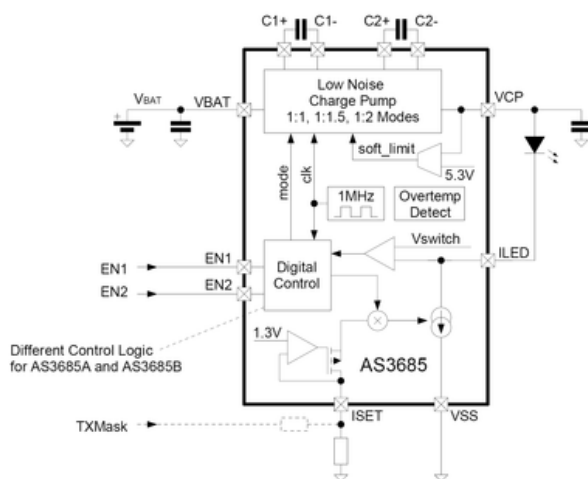 C1+ C1- C2+ C2-
VBAT VBAT
Low Noise
Charge Pump
1:1, 1:1.5, 1:2 Modes
VCP
soft_limit
5.3V
mode
clk
1MHz
Overtemp
Detect
Vswitch
ILED
EN1 EN1
EN2 EN2
Digital
Control
1.3V
Different Control Logic
for AS3685A and AS3685B
AS3685
TXMask
ISET
VSS